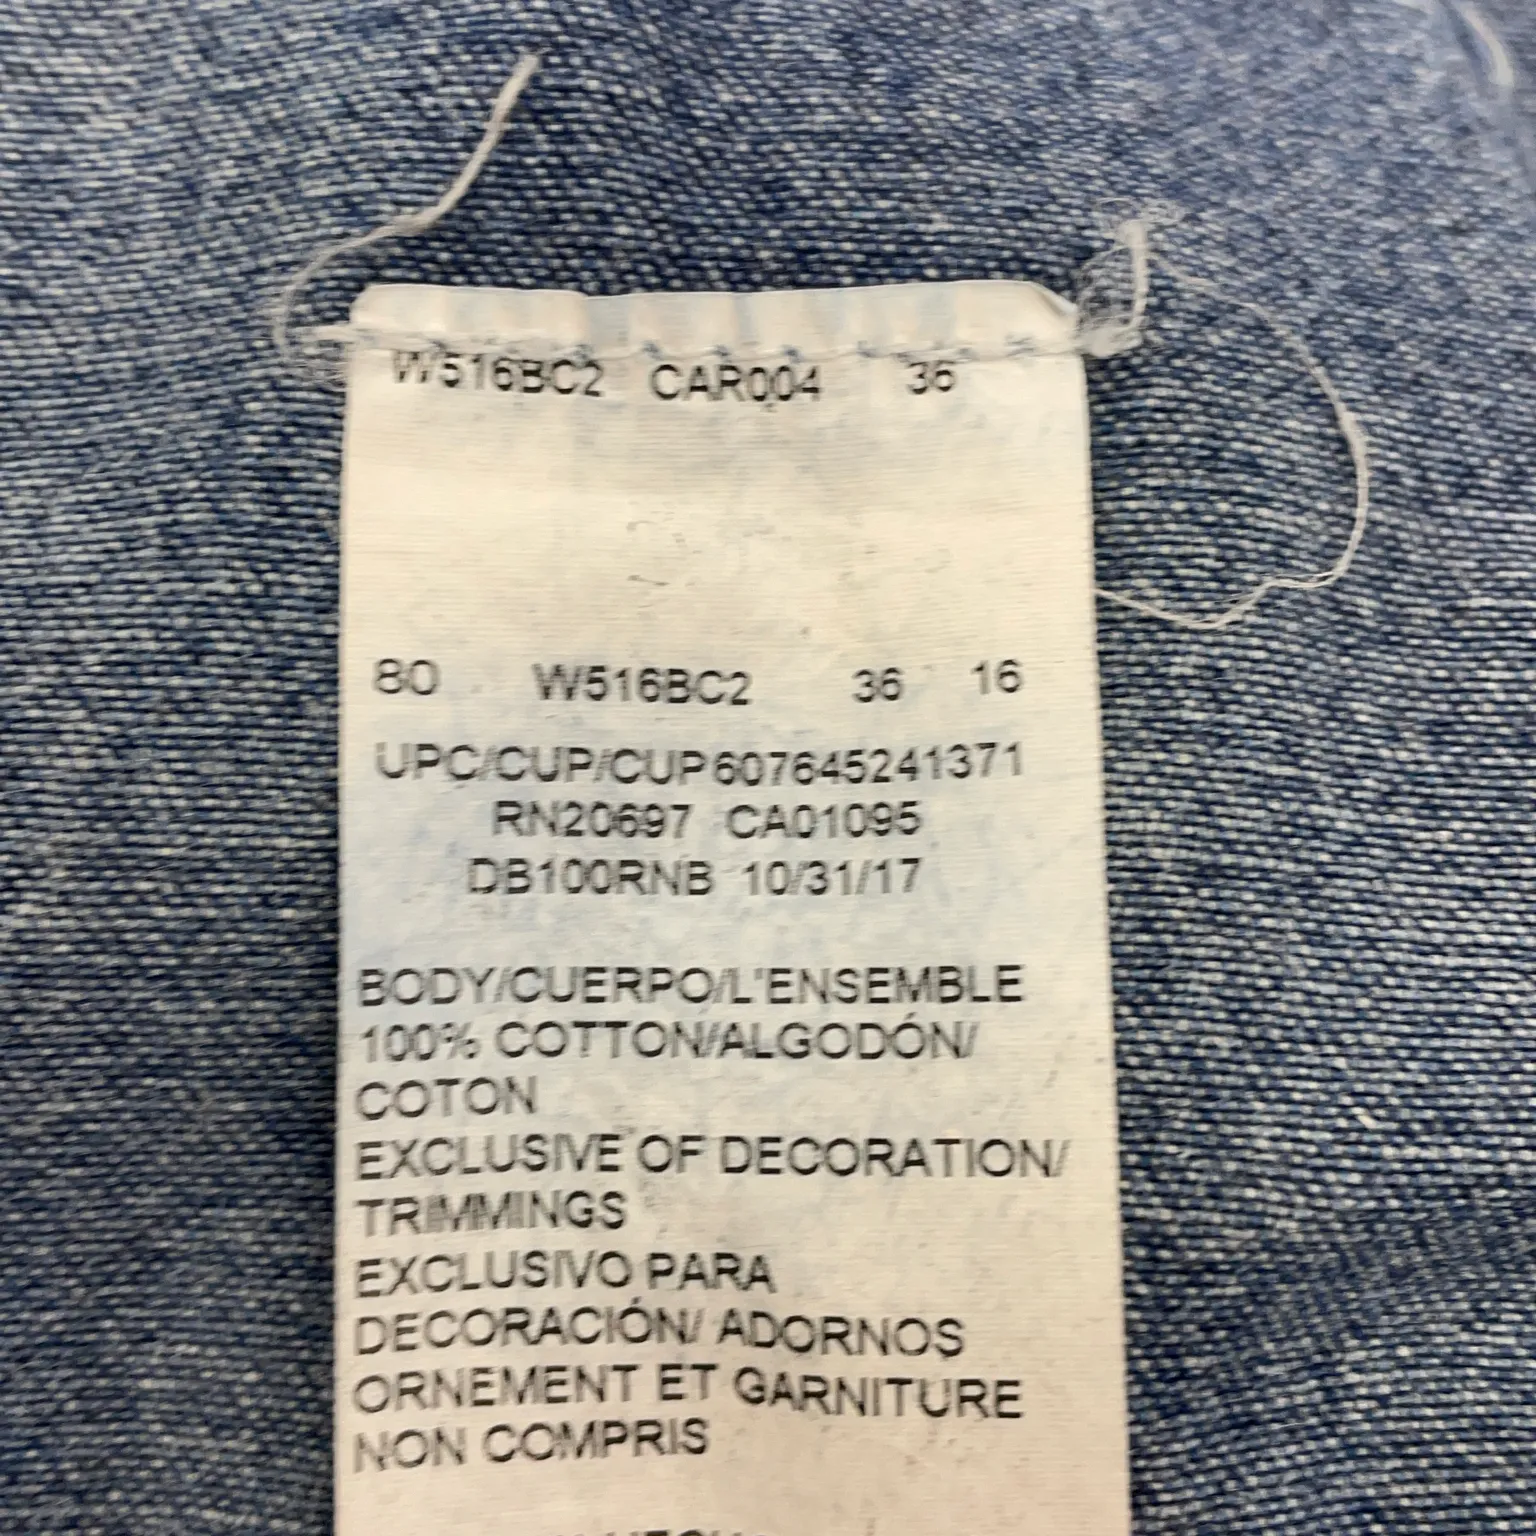 W516BC2 CAR004 36
80 W516BC2 36 16
UPC/CUP/CUP607645241371
RN20697 CA01095
DB100RNB 10/31/17
BODY/CUERPO/L'ENSEMBLE
100% COTTON/ALGODÓN/
COTON
EXCLUSIVE OF DECORATION/
TRIMMINGS
EXCLUSIVO PARA
DECORACIÓN/ ADORNOS
ORNEMENT ET GARNITURE
NON COMPRIS